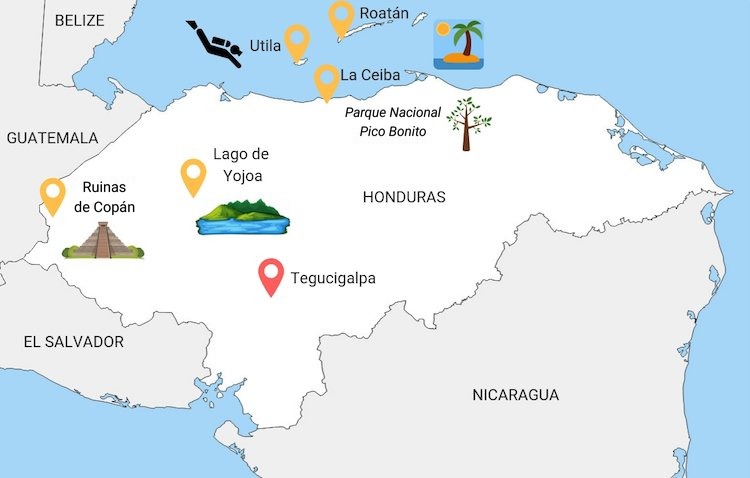 BELIZE
Roatán
Utila
La Ceiba
Parque Nacional
Pico Bonito
GUATEMALA
Lago de
Yojoa
Ruinas
de Copán
HONDURAS
Tegucigalpa
EL SALVADOR
NICARAGUA